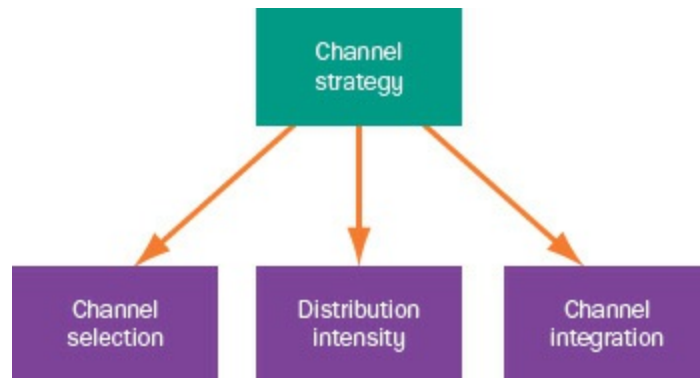 Channel
strategy
Channel
selection
Distribution
intensity
Channel
integration